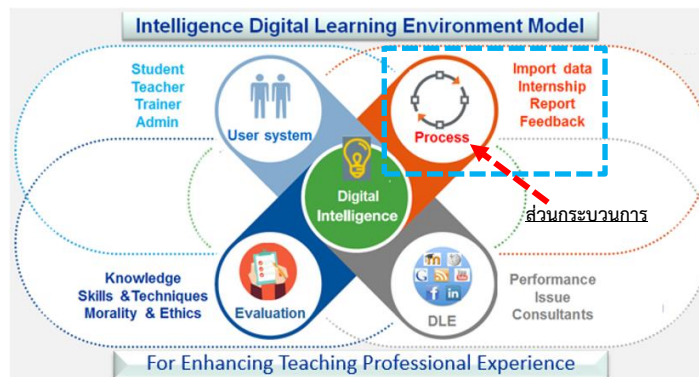 Intelligence Digital Learning Environment Model
Student
Teacher
Trainer
Admin
User system
Process
Import data
Internship
Report
Feedback
Digital
Intelligence
ส่วนกระบวนการ
Knowledge
Skills & Techniques
Morality & Ethics
Evaluation
DLE
Performance
Issue
Consultants
For Enhancing Teaching Professional Experience